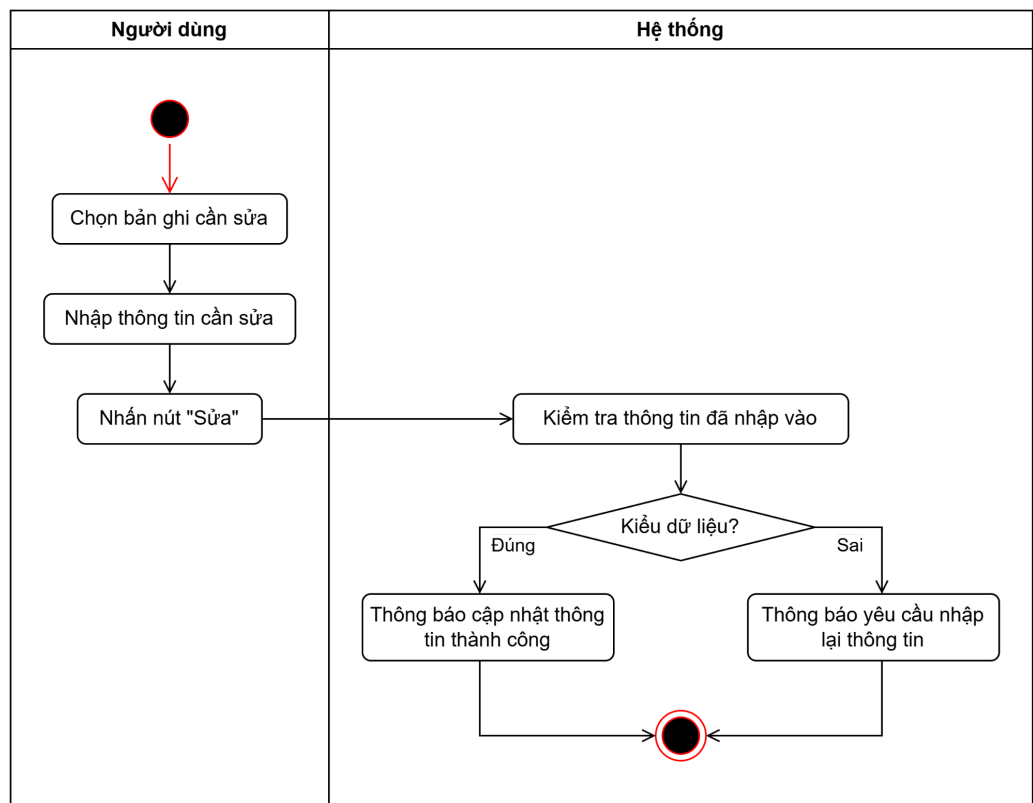 Người dùng
Hệ thống
Chọn bản ghi cần sửa
Nhập thông tin cần sửa
Nhấn nút "Sửa"
Kiểm tra thông tin đã nhập vào
Kiểu dữ liệu?
Đúng
Sai
Thông báo cập nhật thông
tin thành công
Thông báo yêu cầu nhập
lại thông tin